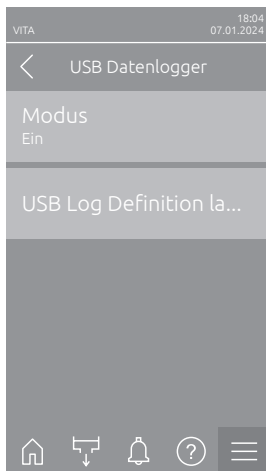 18:04
VITA 07.01.2024
USB Datenlogger
Modus
Ein
USB Log Definition la...
?